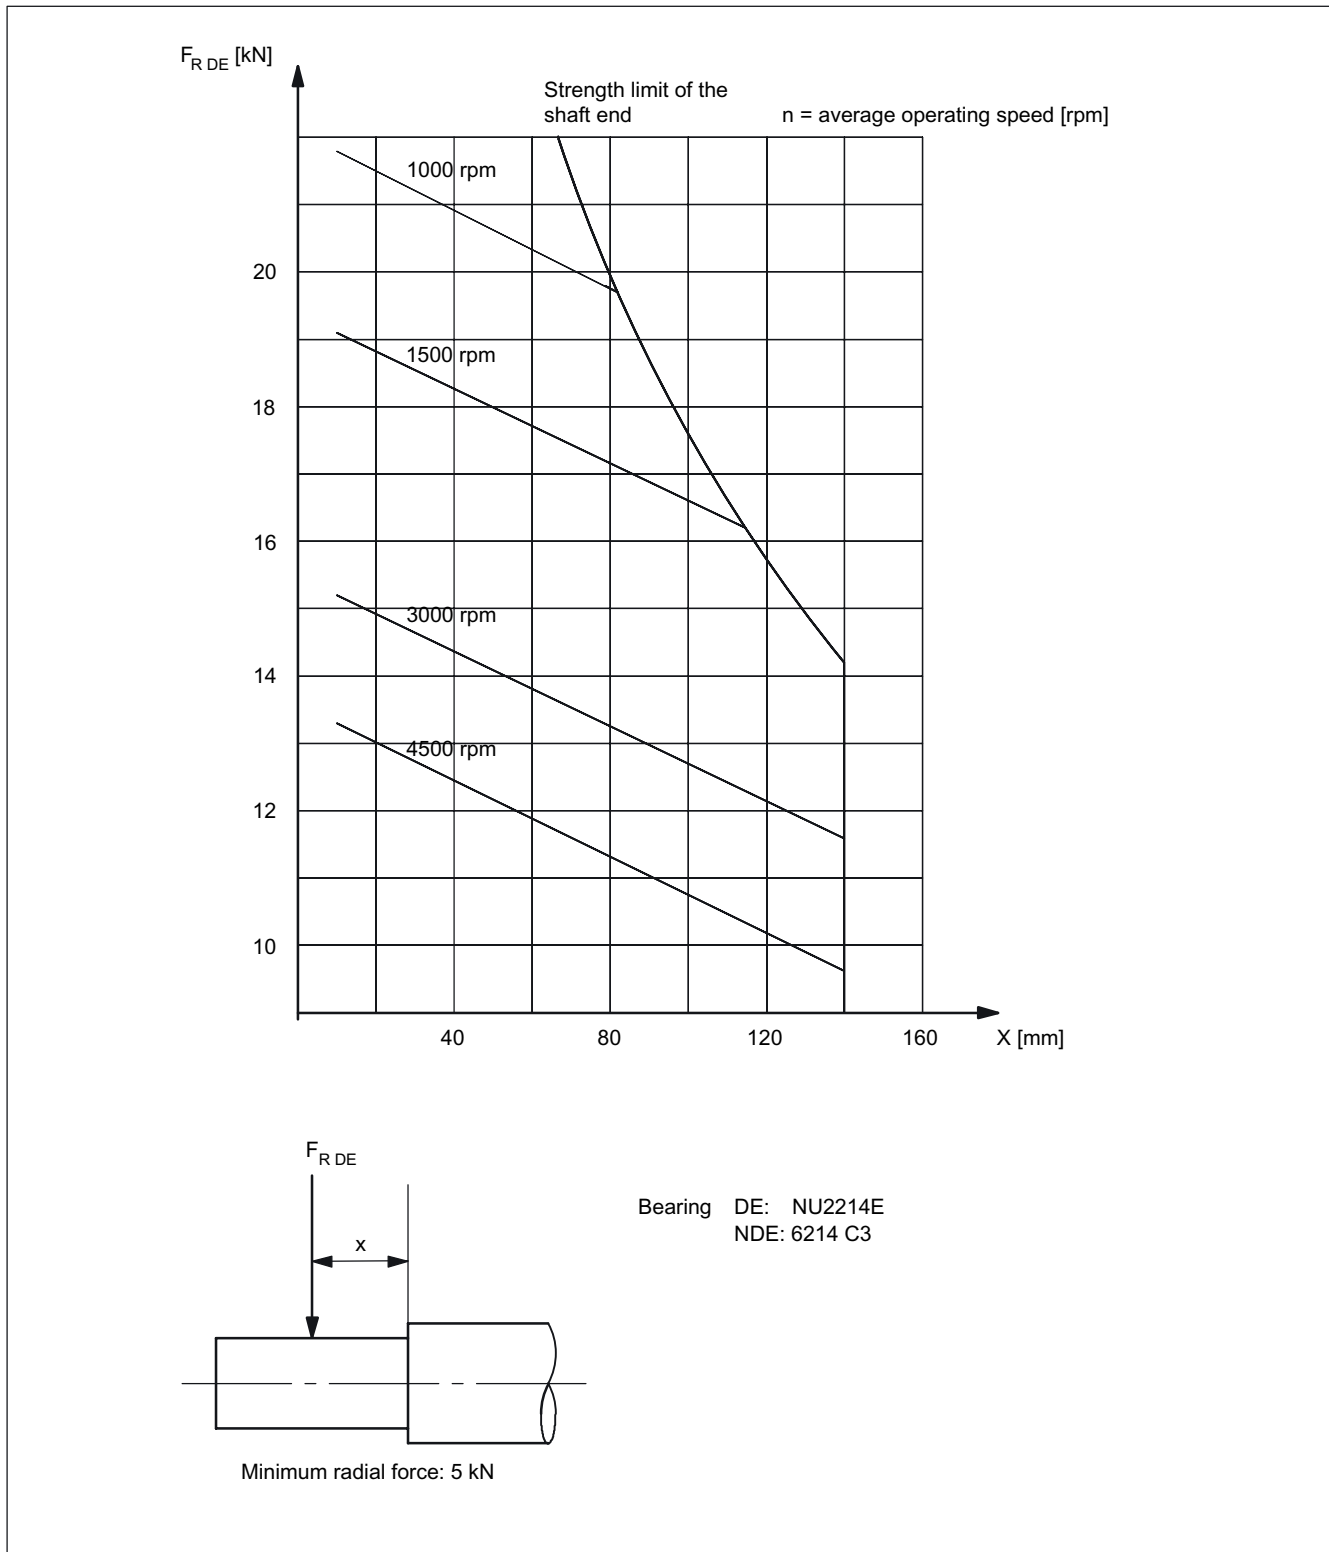 F R DE [kN]
Strength limit of the
shaft end
n = average operating speed [rpm]
1000 rpm
20
1500 rpm
18
16
3000 rpm
14
4500 rpm
12
10
40
80
120
160
X [mm]
F R DE
x
Bearing DE: NU2214E
NDE: 6214 C3
Minimum radial force: 5 kN